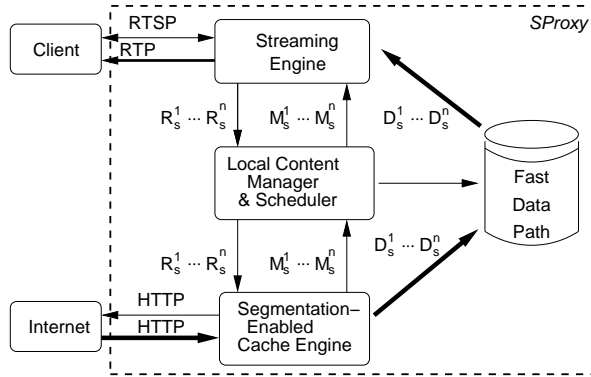 SProxy
RTSP
Client
RTP
Streaming
Engine
R_s^1 ... R_s^n
M_s^1 ... M_s^n
D_s^1 ... D_s^n
Local Content
Manager
& Scheduler
Fast
Data
Path
R_s^1 ... R_s^n
M_s^1 ... M_s^n
D_s^1 ... D_s^n
HTTP
Internet
HTTP
Segmentation–
Enabled
Cache Engine